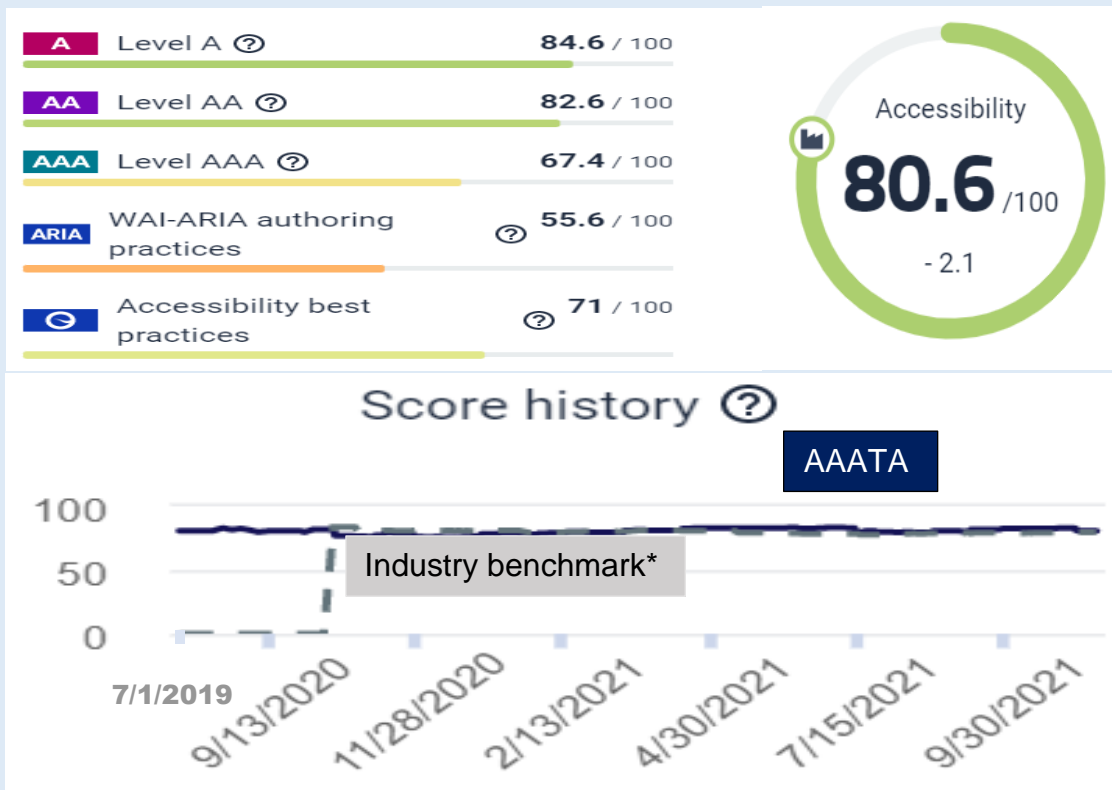 A Level A ? 84.6 / 100
AA Level AA ? 82.6 / 100
AAA Level AAA ? 67.4 / 100
ARIA WAI-ARIA authoring practices ? 55.6 / 100
Accessibility best practices ? 71 / 100
Accessibility
80.6 /100
- 2.1
Score history ?
AAATA
100
Industry benchmark*
50
0
7/1/2019
9/13/2020
11/28/2020
2/13/2021
4/30/2021
7/15/2021
9/30/2021